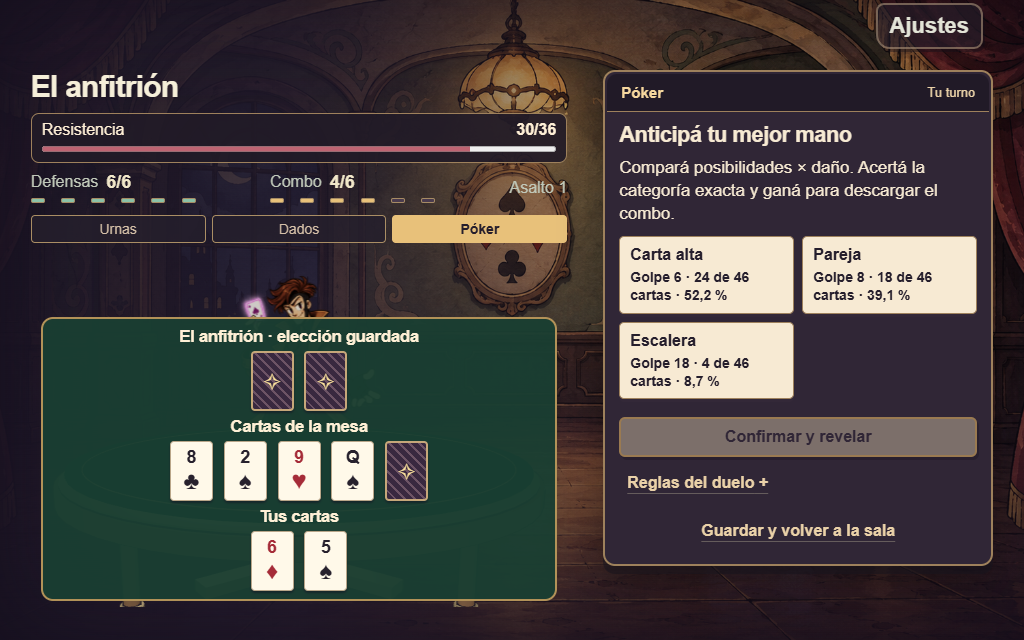 Ajustes
El anfitrión
Resistencia 30/36
Defensas 6/6 Combo 4/6 Asalto 1
Urnas Dados Póker
El anfitrión · elección guardada
Cartas de la mesa
8 2 9 Q
Tus cartas
6 5
Póker Tu turno
Anticipá tu mejor mano
Compará posibilidades × daño. Acertá la
categoría exacta y ganá para descargar el
combo.
Carta alta
Golpe 6 · 24 de 46
cartas · 52,2 %
Pareja
Golpe 8 · 18 de 46
cartas · 39,1 %
Escalera
Golpe 18 · 4 de 46
cartas · 8,7 %
Confirmar y revelar
Reglas del duelo +
Guardar y volver a la sala